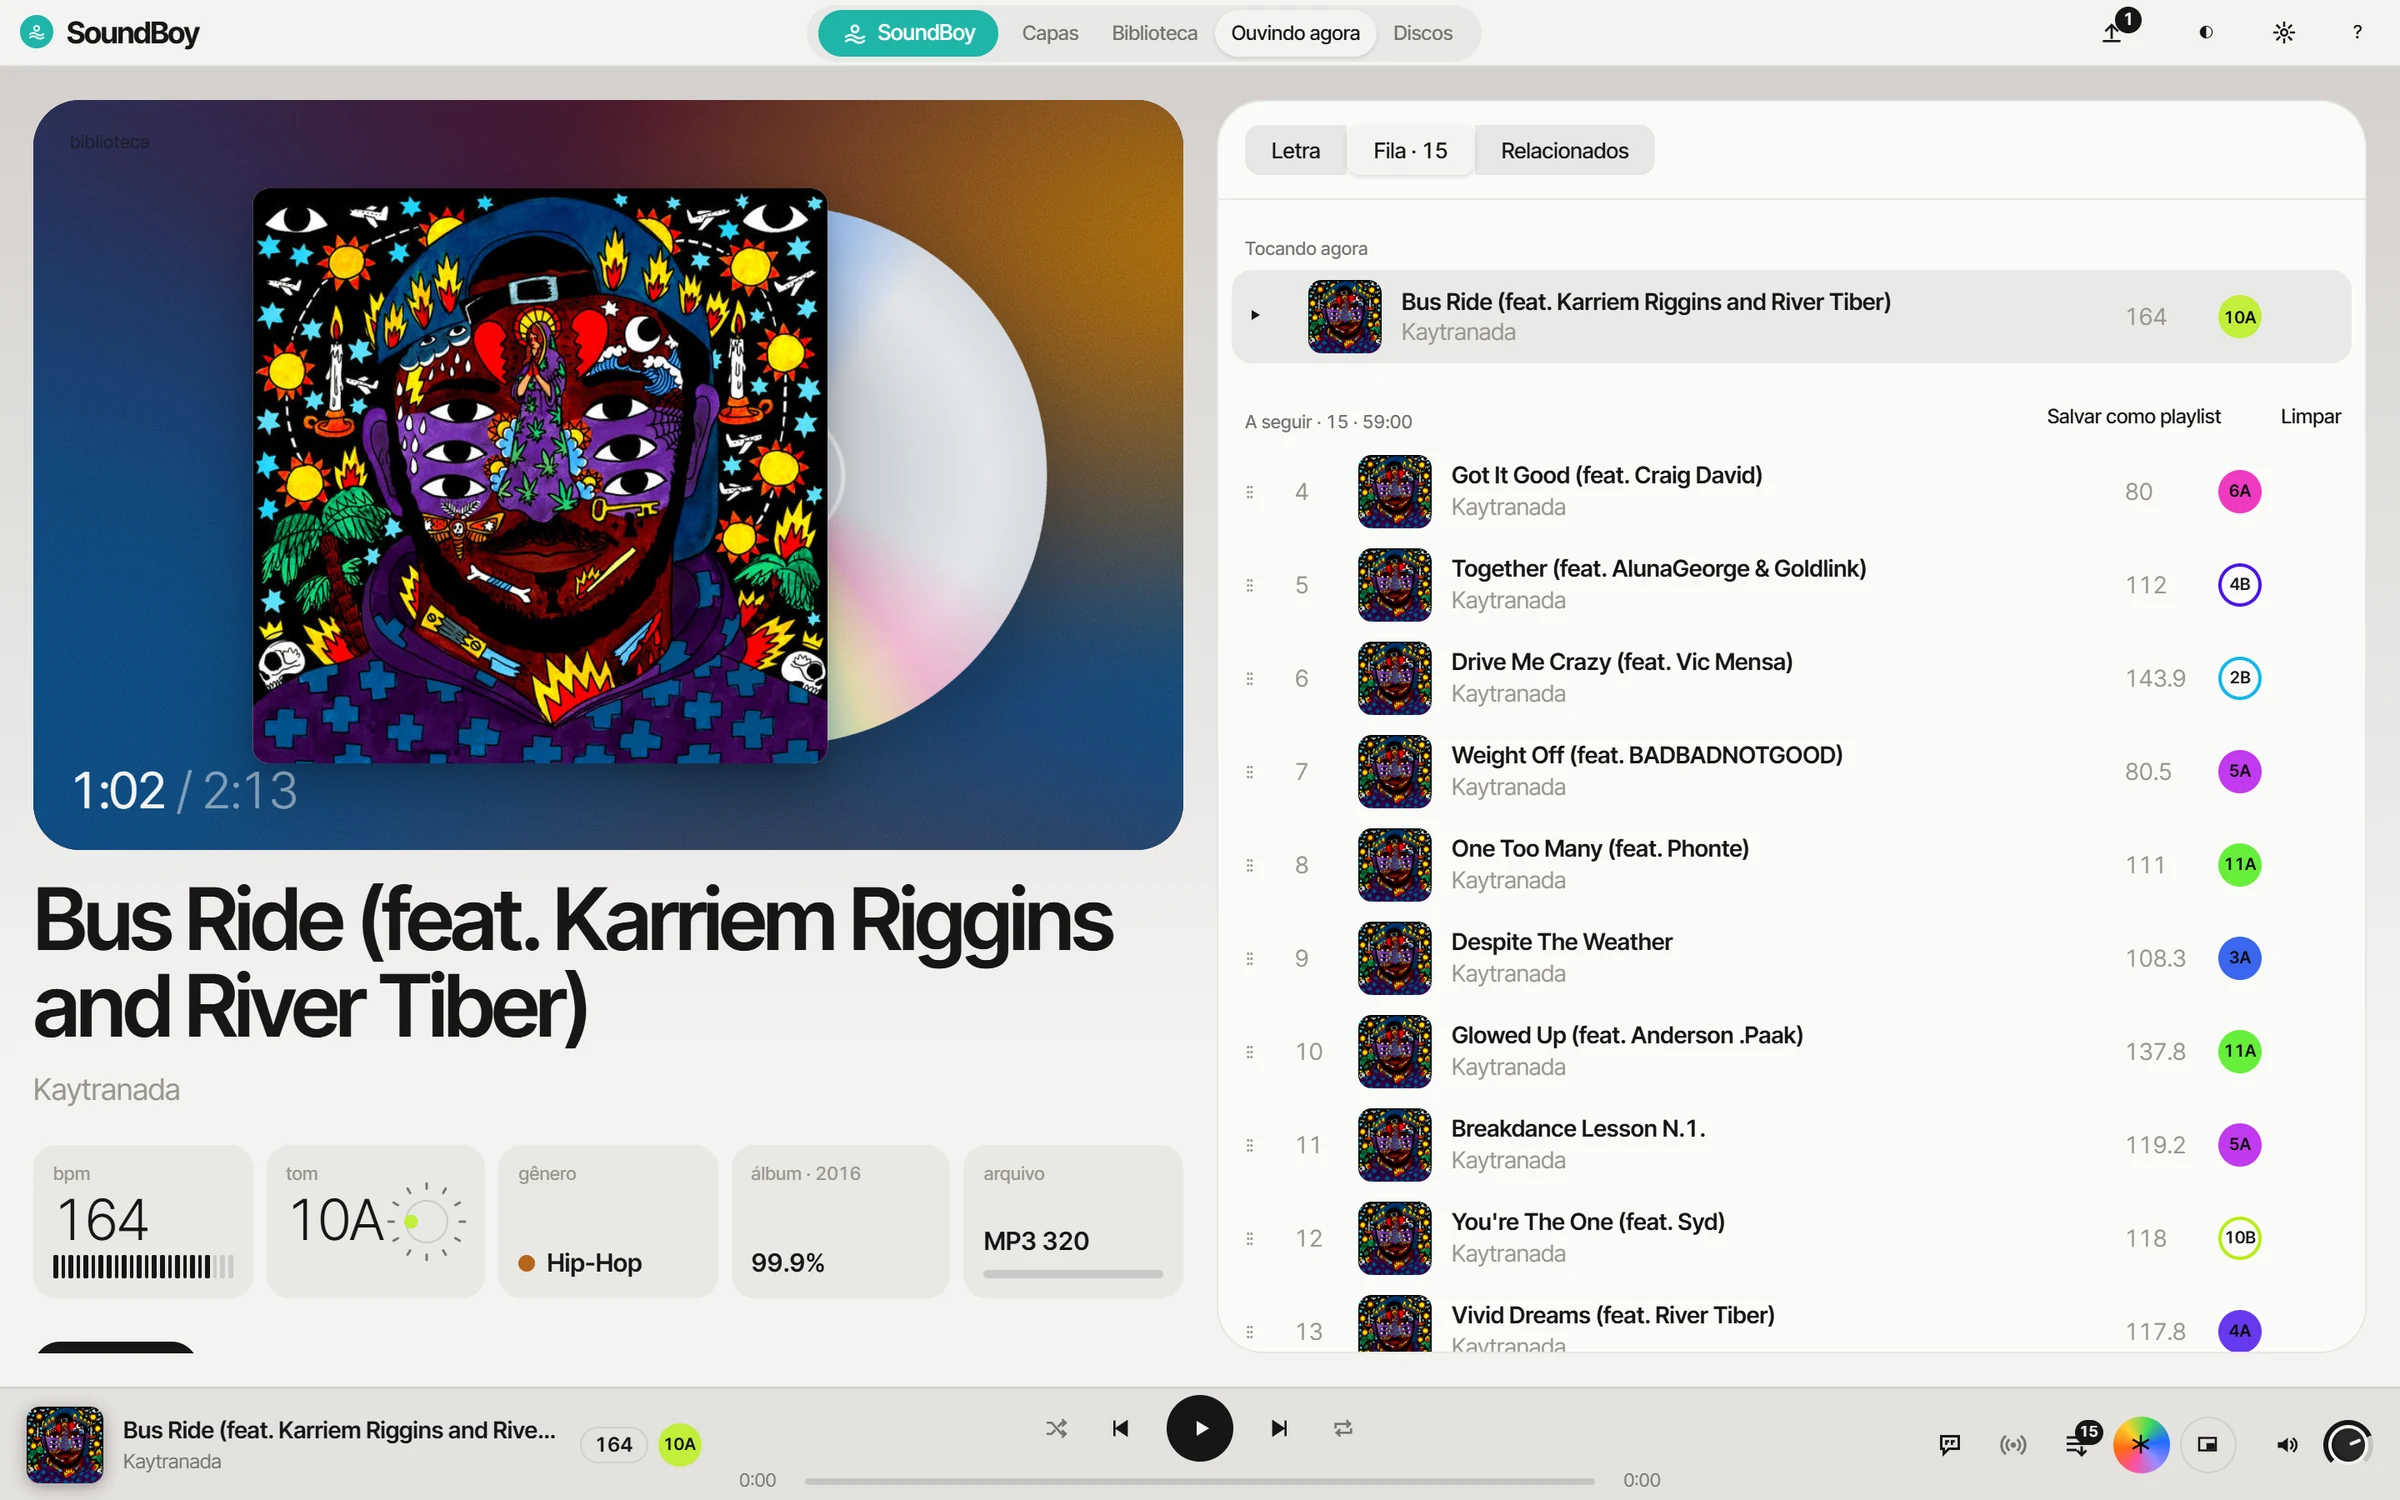 SoundBoy
SoundBoy
Capas
Biblioteca
Ouvindo agora
Discos
1
?
biblioteca
1:02 / 2:13
Bus Ride (feat. Karriem Riggins
and River Tiber)
Kaytranada
bpm
164
tom
10A
gênero
Hip-Hop
álbum · 2016
99.9%
arquivo
MP3 320
Letra
Fila · 15
Relacionados
Tocando agora
Bus Ride (feat. Karriem Riggins and River Tiber)
Kaytranada
164
10A
A seguir · 15 · 59:00
Salvar como playlist
Limpar
4
Got It Good (feat. Craig David)
Kaytranada
80
6A
5
Together (feat. AlunaGeorge & Goldlink)
Kaytranada
112
4B
6
Drive Me Crazy (feat. Vic Mensa)
Kaytranada
143.9
2B
7
Weight Off (feat. BADBADNOTGOOD)
Kaytranada
80.5
5A
8
One Too Many (feat. Phonte)
Kaytranada
111
11A
9
Despite The Weather
Kaytranada
108.3
3A
10
Glowed Up (feat. Anderson .Paak)
Kaytranada
137.8
11A
11
Breakdance Lesson N.1.
Kaytranada
119.2
5A
12
You're The One (feat. Syd)
Kaytranada
118
10B
13
Vivid Dreams (feat. River Tiber)
Kaytranada
117.8
4A
Bus Ride (feat. Karriem Riggins and Rive...
Kaytranada
164
10A
0:00
0:00
15